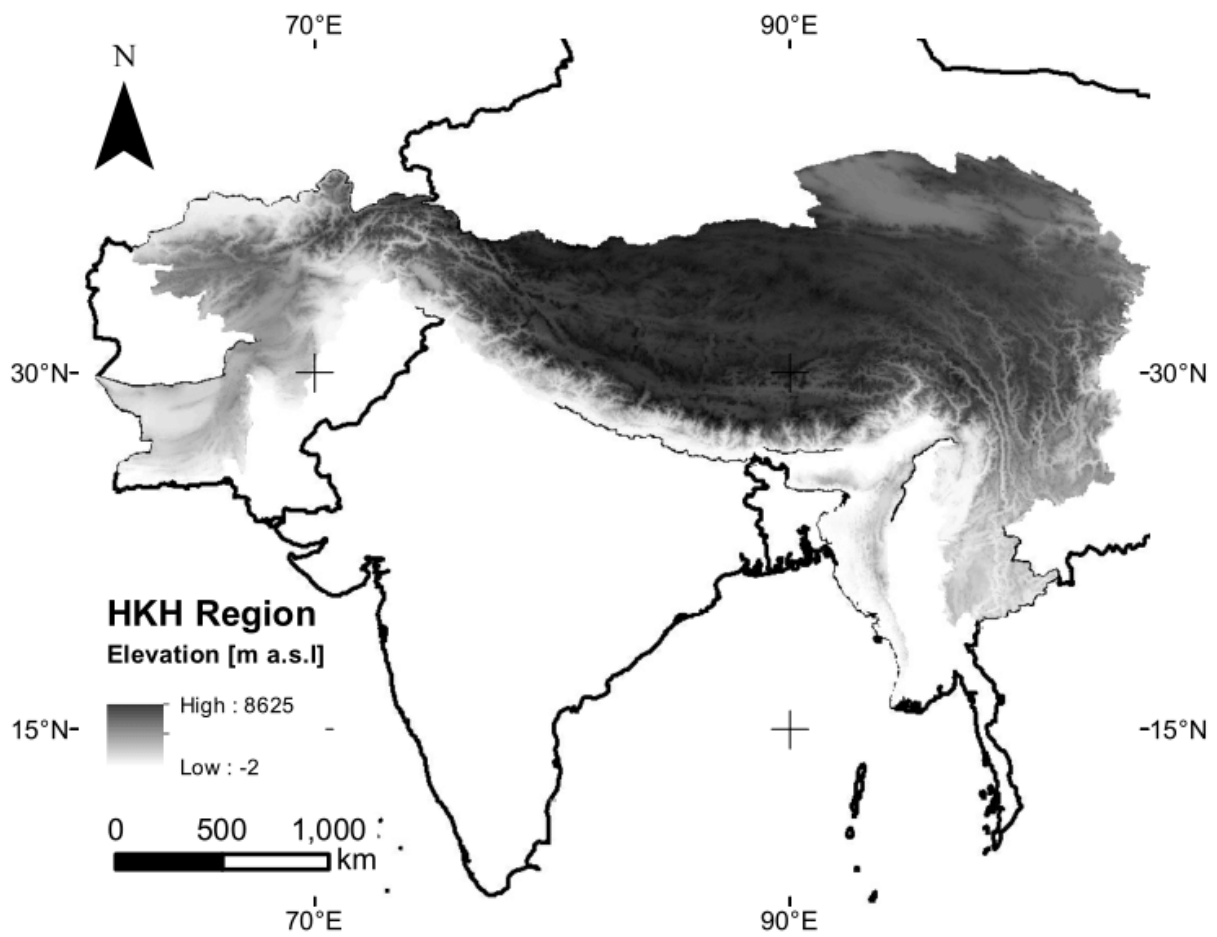 70°E 90°E
N
30°N 30°N
HKH Region
Elevation [m a.s.l]
High : 8625
Low : -2
15°N 15°N
0 500 1,000
km
70°E 90°E